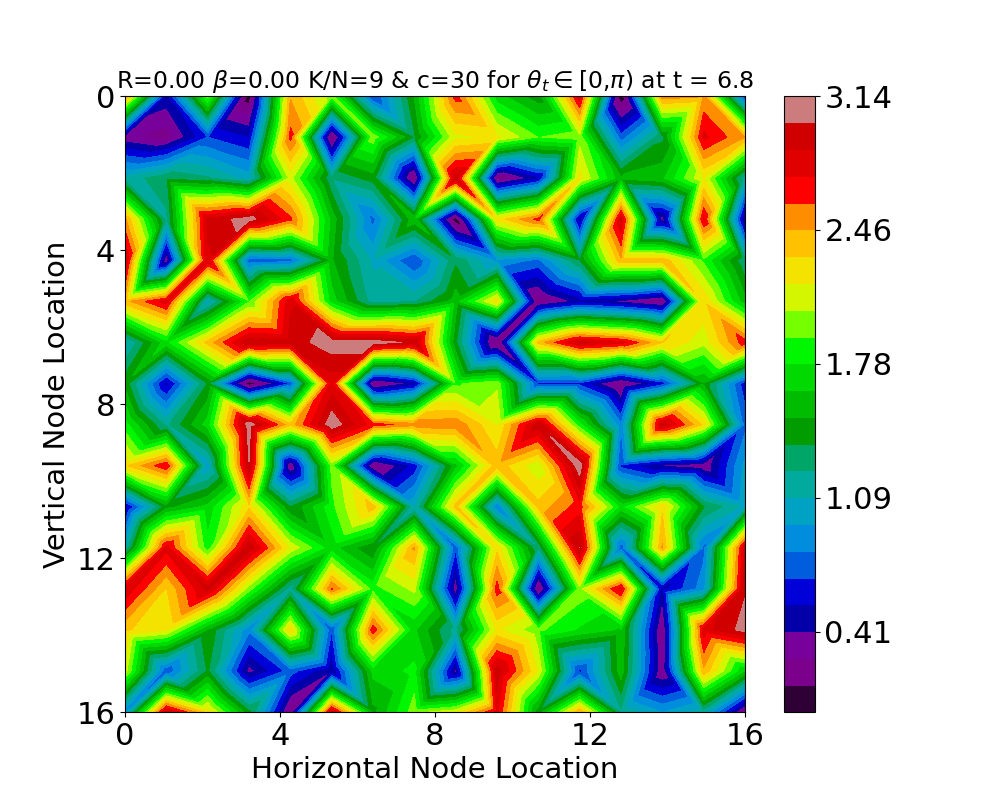 R=0.00 β=0.00 K/N=9 & c=30 for θt ∈ [0,π) at t = 6.8
0
4
8
12
16
Vertical Node Location
0 4 8 12 16
Horizontal Node Location
3.14
2.46
1.78
1.09
0.41